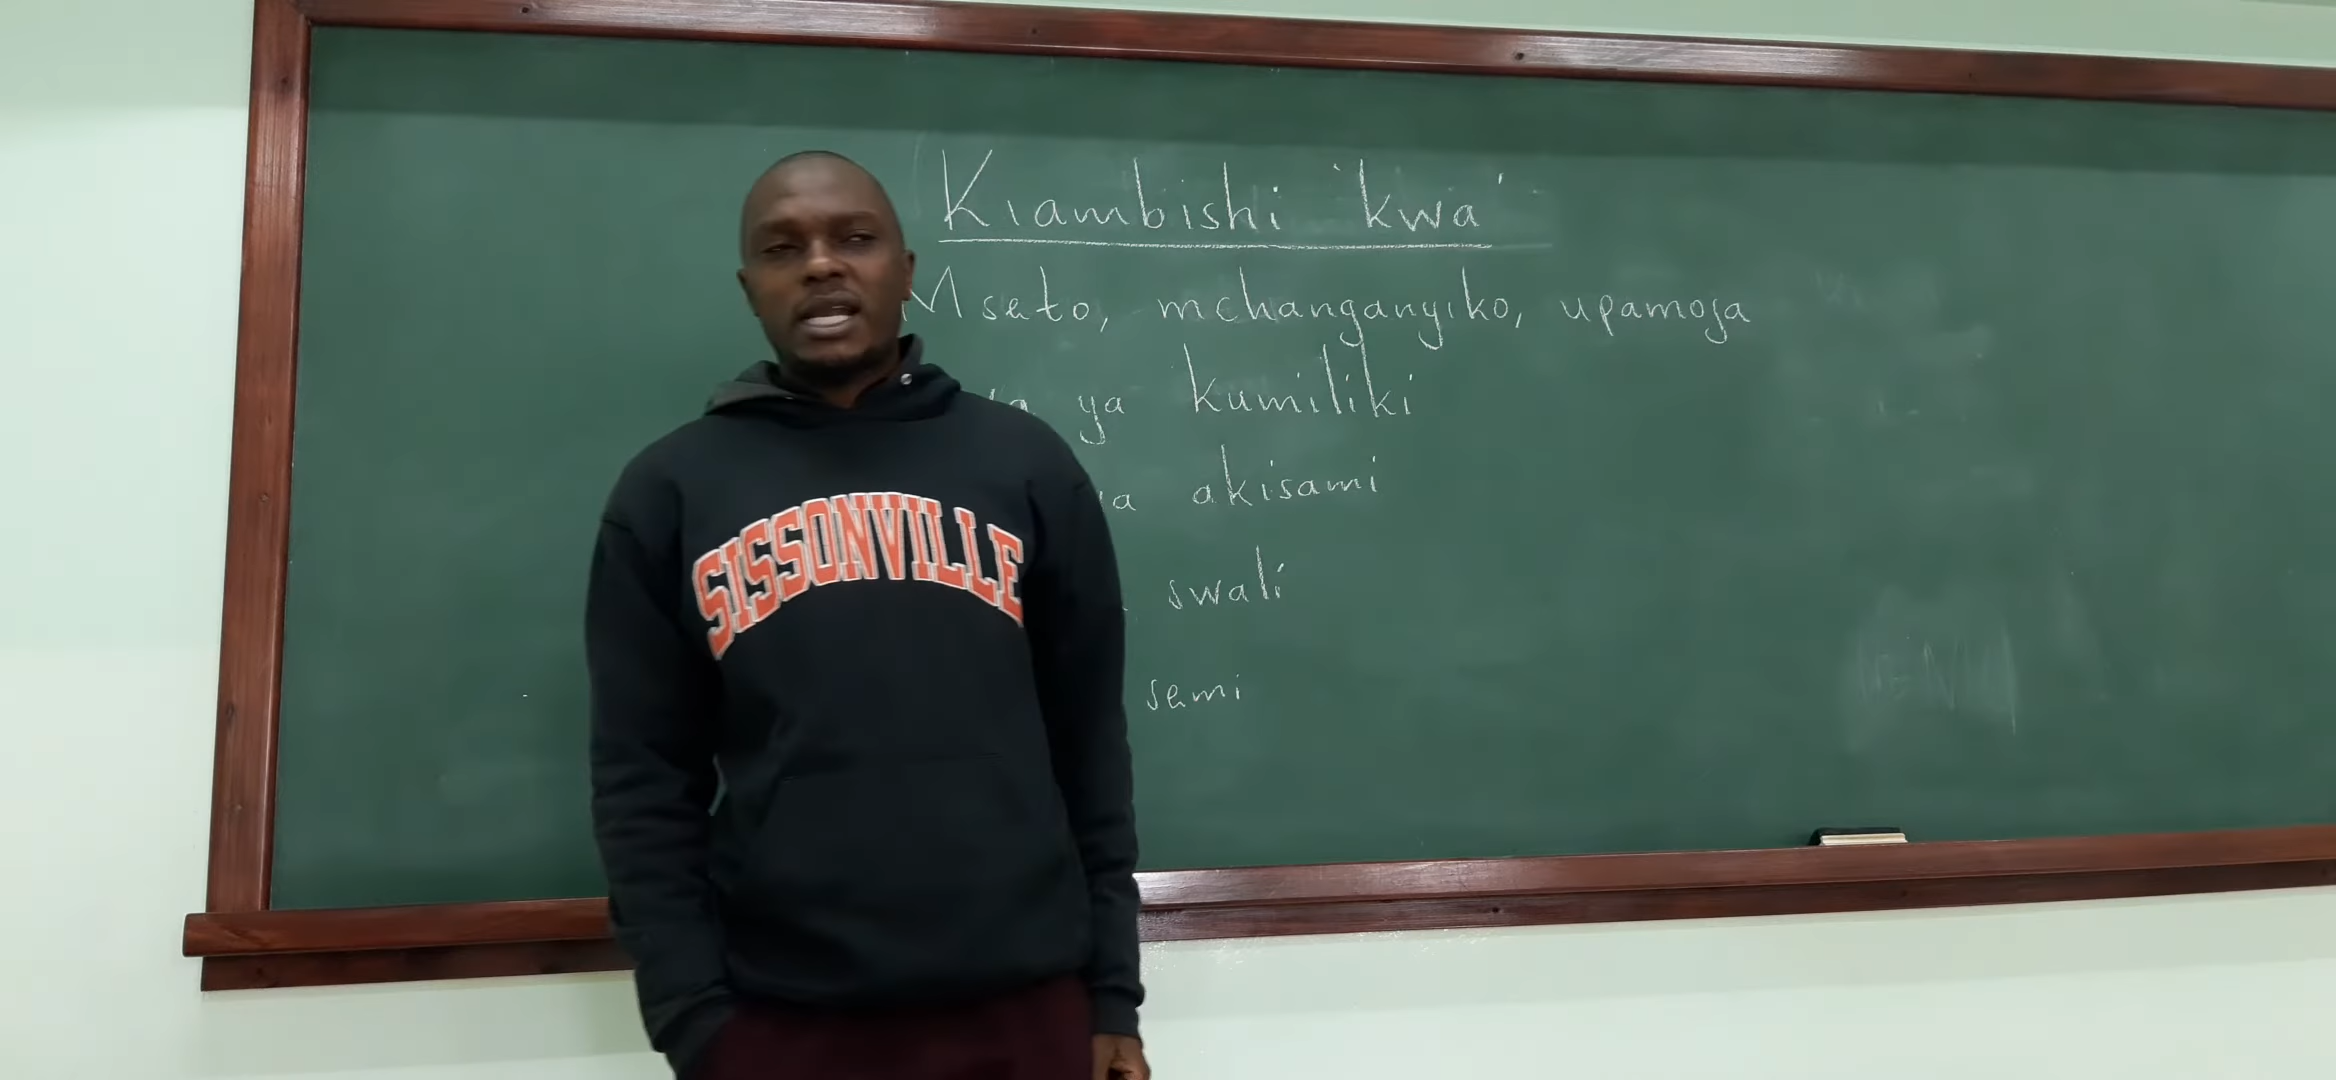 Kiambishi 'kwa'
Mseto, mchanganyiko, upamoja
ya kumiliki
akisami
swali
semi
SISSONVILLE